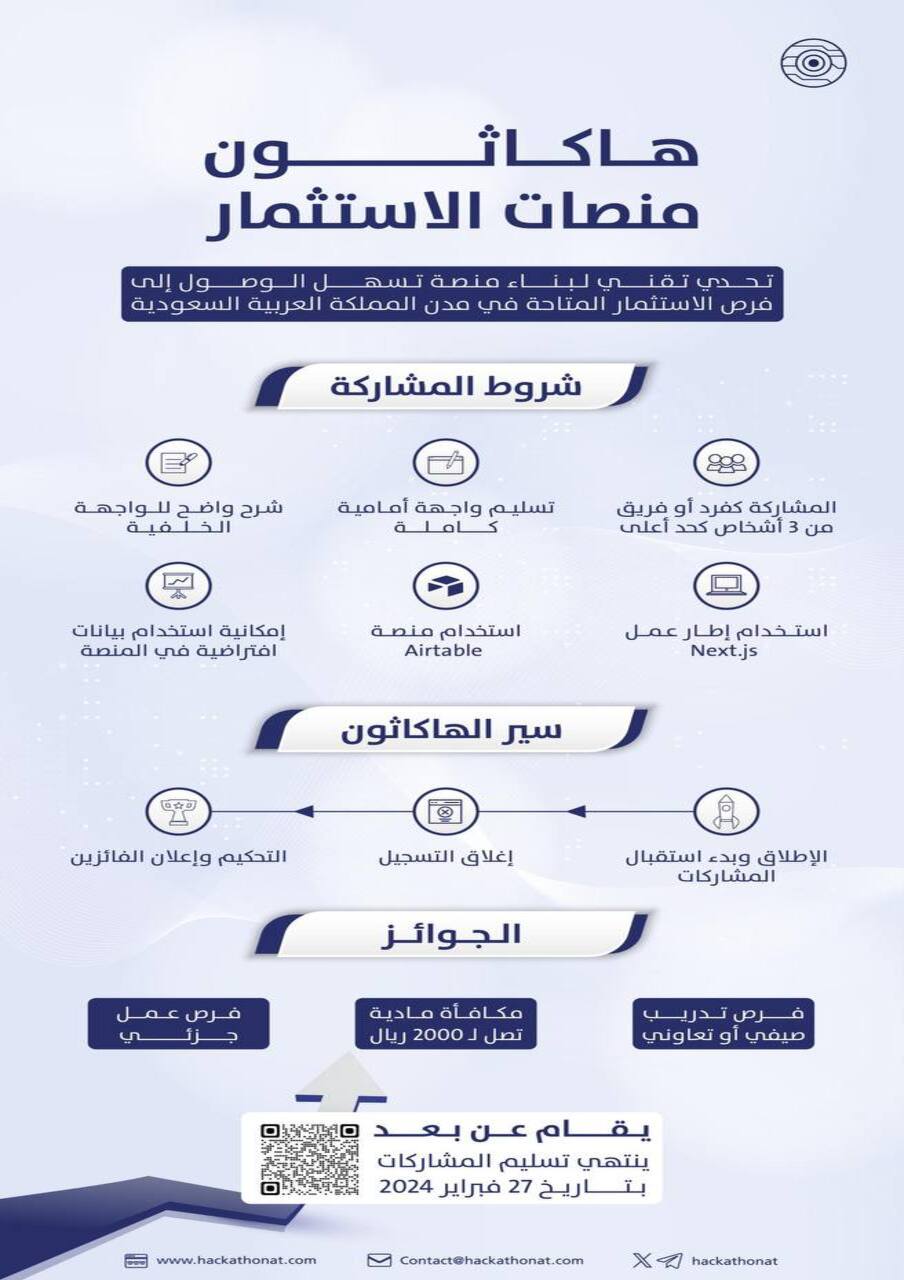 هاكاثون
منصات الاستثمار
تحدي تقني لبناء منصة تسهل الوصول إلى
فرص الاستثمار المتاحة في مدن المملكة العربية السعودية
شروط المشاركة
المشاركة كفرد أو فريق
من 3 أشخاص كحد أعلى
تسليم واجهة أمامية
كاملة
شرح واضح للواجهة
الخلفية
استخدام إطار عمل
Next.js
استخدام منصة
Airtable
إمكانية استخدام بيانات
افتراضية في المنصة
سير الهاكاثون
الإطلاق وبدء استقبال
المشاركات
إغلاق التسجيل
التحكيم وإعلان الفائزين
الجوائز
فرص تدريب
صيفي أو تعاوني
مكافأة مادية
تصل لـ 2000 ريال
فرص عمل
جزئي
يقام عن بعد
ينتهي تسليم المشاركات
بتاريخ 27 فبراير 2024
www.hackathonat.com
Contact@hackathonat.com
hackathonat